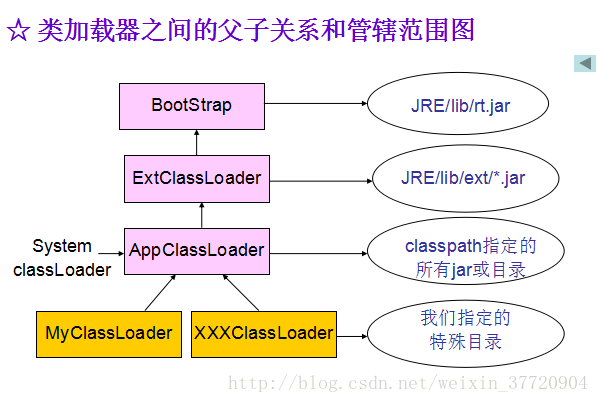 ☆ 类加载器之间的父子关系和管辖范围图
BootStrap
JRE/lib/rt.jar
ExtClassLoader
JRE/lib/ext/*.jar
System
classLoader
AppClassLoader
classpath指定的
所有jar或目录
MyClassLoader
XXXClassLoader
我们指定的
特殊目录
http://blog.csdn.net/weixin_37720904